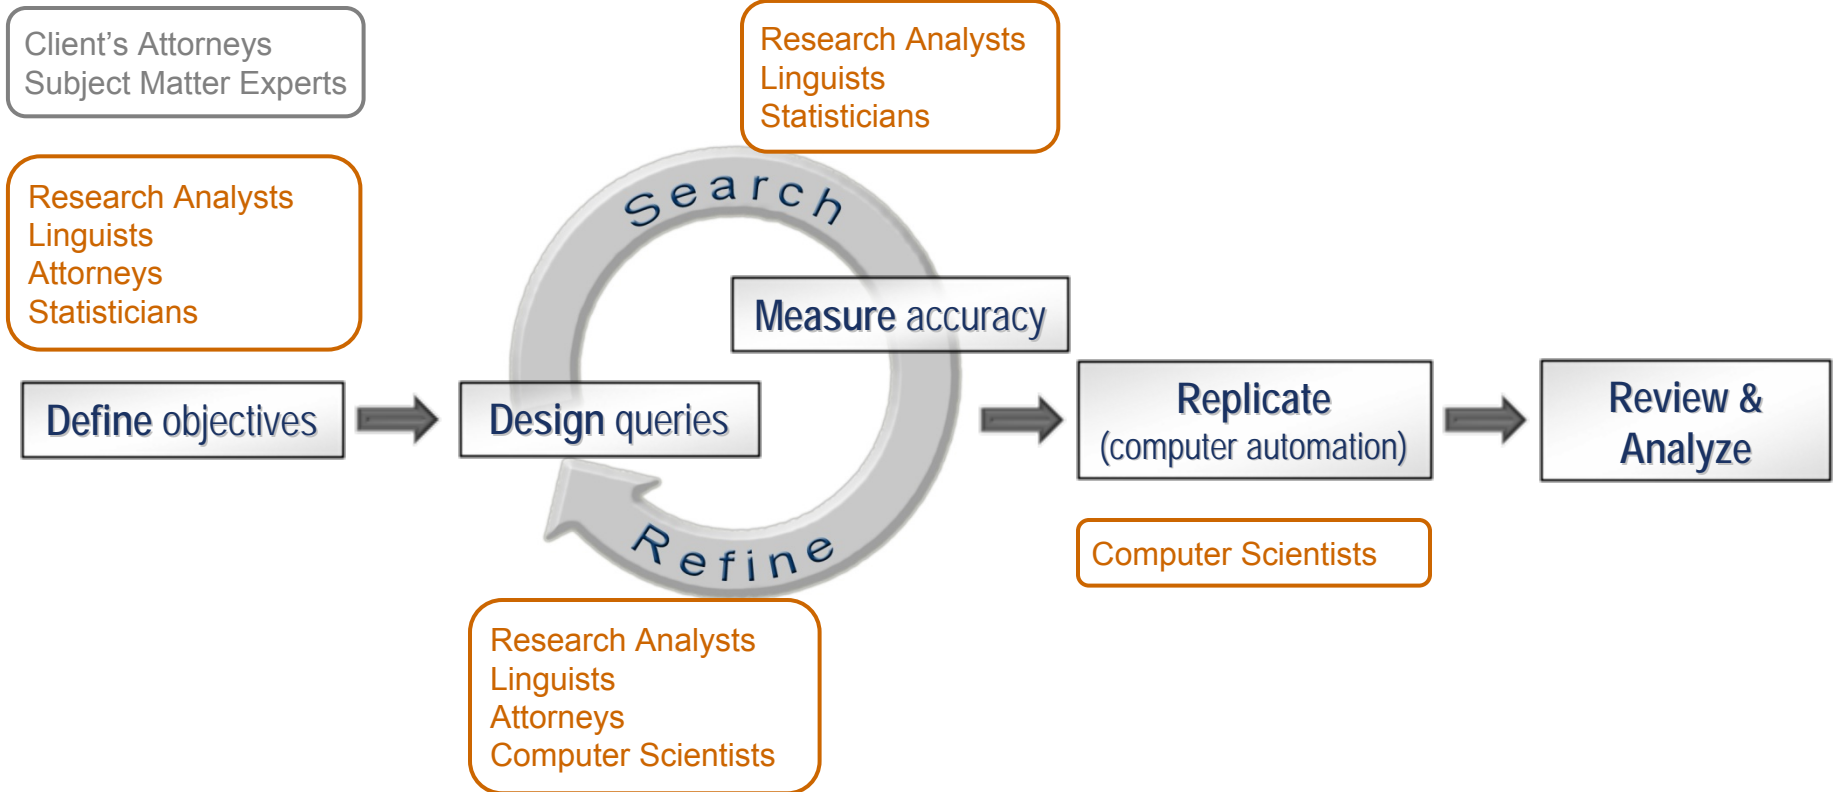 Client’s Attorneys
Subject Matter Experts
Research Analysts
Linguists
Attorneys
Statisticians
Define objectives
Design queries
Search
Refine
Research Analysts
Linguists
Statisticians
Measure accuracy
Research Analysts
Linguists
Attorneys
Computer Scientists
Replicate
(computer automation)
Computer Scientists
Review &
Analyze